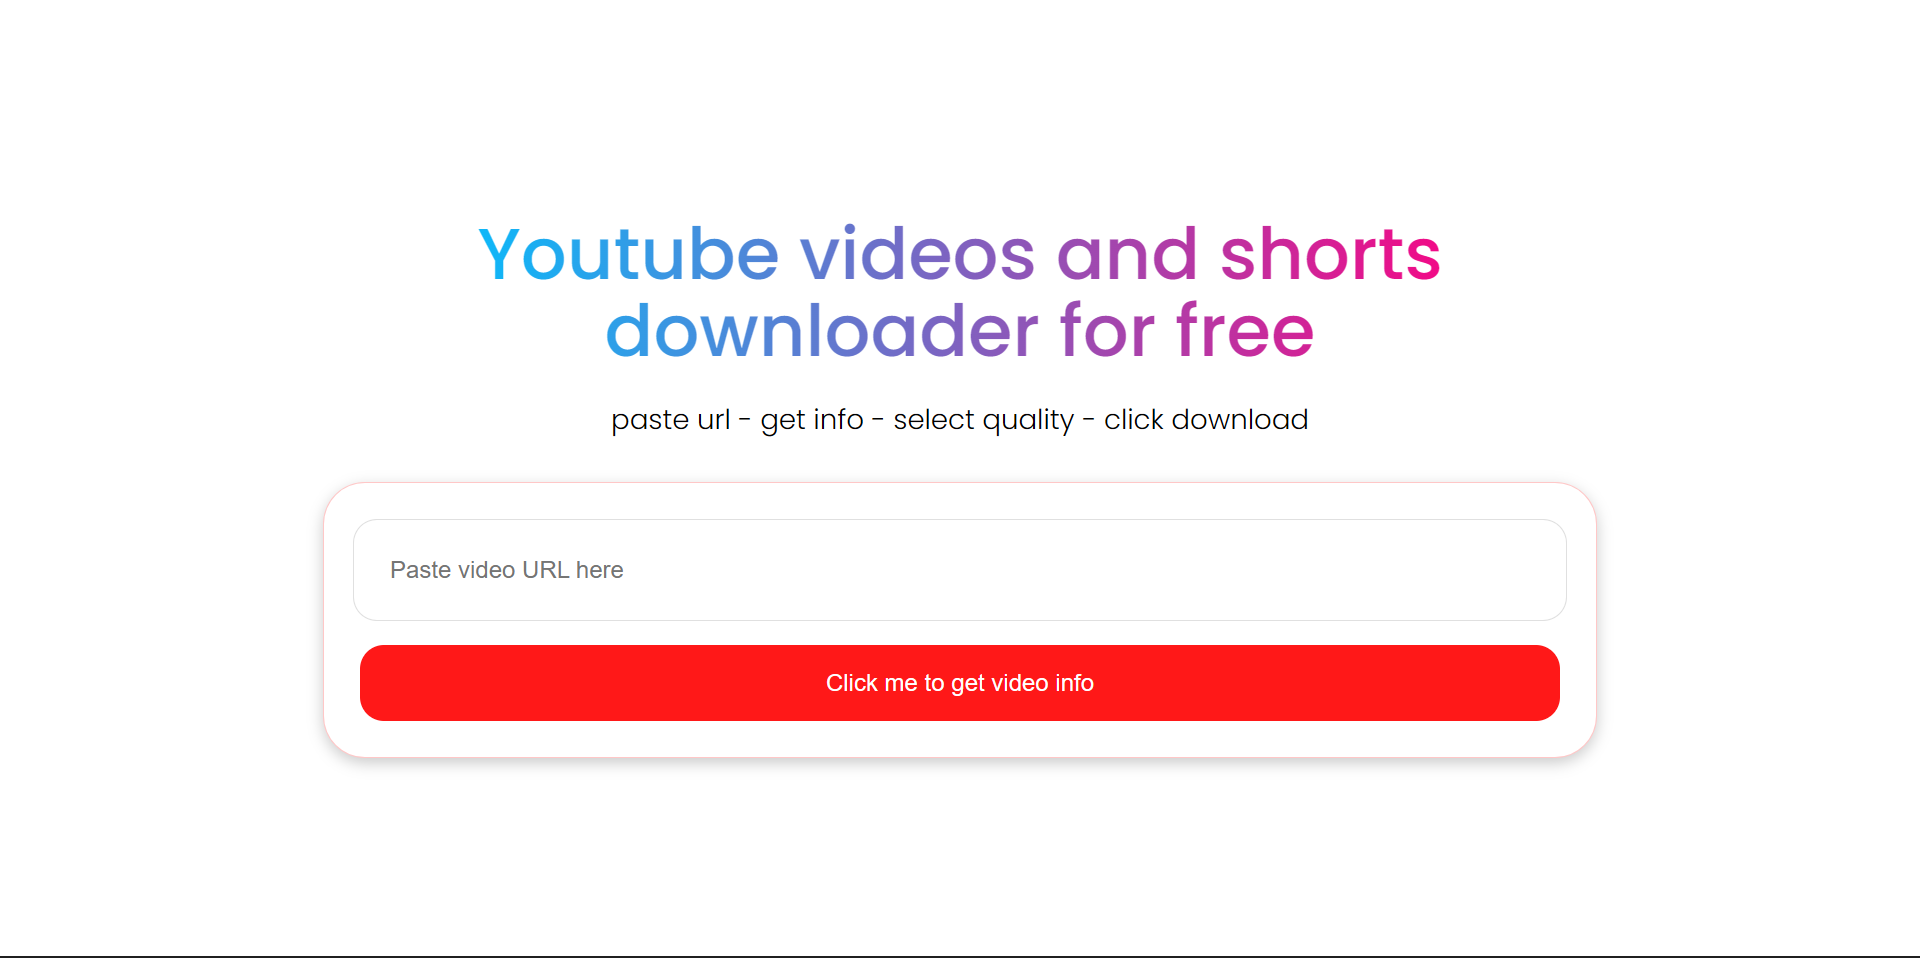 Youtube videos and shorts
downloader for free
paste url - get info - select quality - click download
Paste video URL here
Click me to get video info